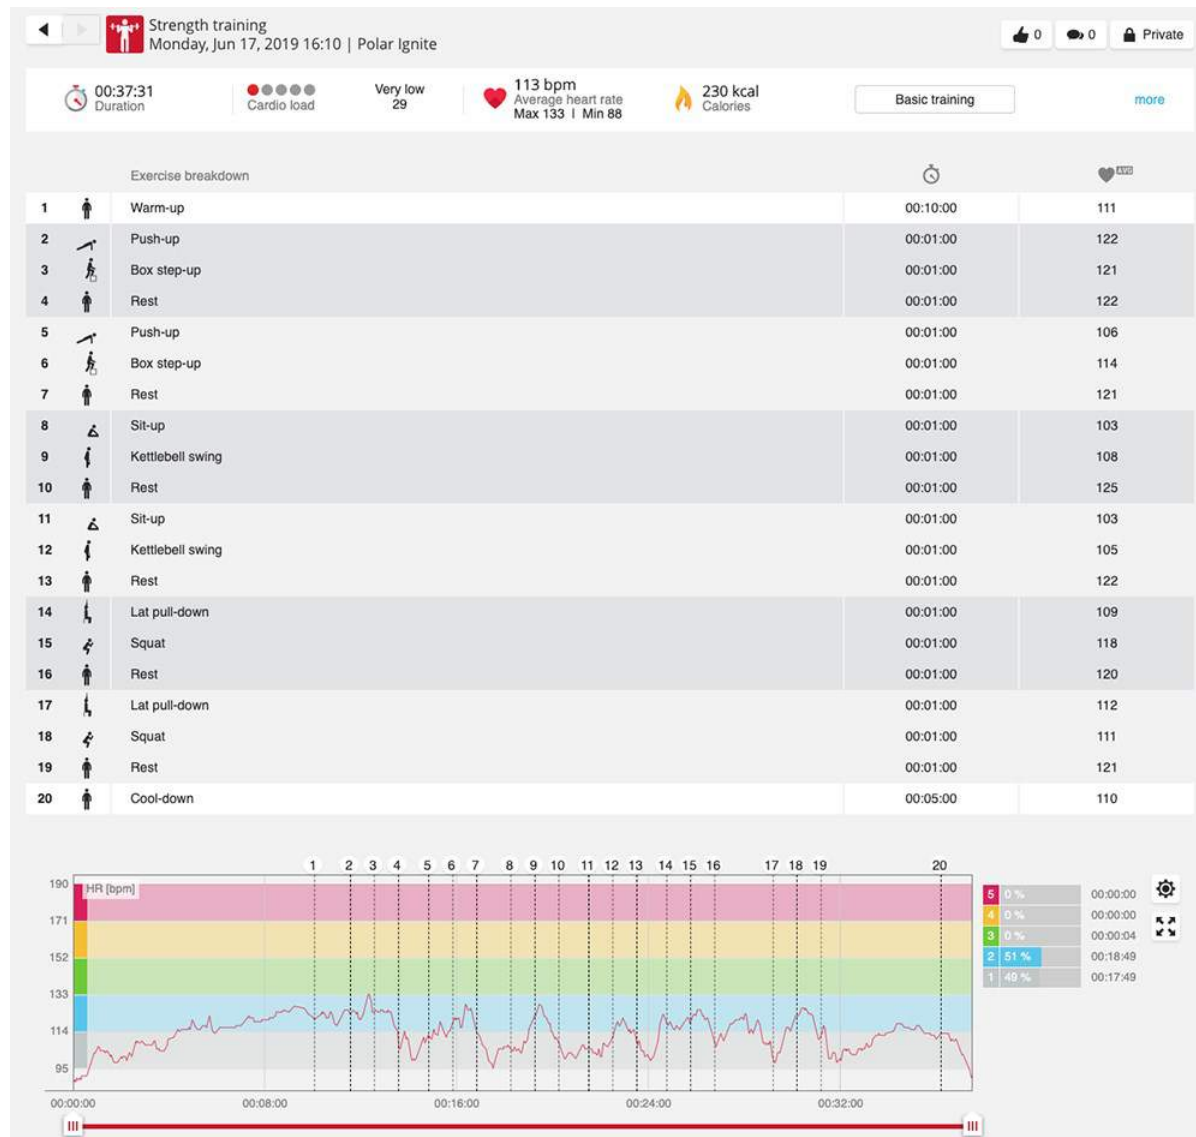 Strength training
Monday, Jun 17, 2019 16:10 | Polar Ignite
0
0
Private
00:37:31
Duration
Cardio load
Very low
29
113 bpm
Average heart rate
Max 133 | Min 88
230 kcal
Calories
Basic training
more
Exercise breakdown AVG
1 Warm-up 00:10:00 111
2 Push-up 00:01:00 122
3 Box step-up 00:01:00 121
4 Rest 00:01:00 122
5 Push-up 00:01:00 106
6 Box step-up 00:01:00 114
7 Rest 00:01:00 121
8 Sit-up 00:01:00 103
9 Kettlebell swing 00:01:00 108
10 Rest 00:01:00 125
11 Sit-up 00:01:00 103
12 Kettlebell swing 00:01:00 105
13 Rest 00:01:00 122
14 Lat pull-down 00:01:00 109
15 Squat 00:01:00 118
16 Rest 00:01:00 120
17 Lat pull-down 00:01:00 112
18 Squat 00:01:00 111
19 Rest 00:01:00 121
20 Cool-down 00:05:00 110
1 2 3 4 5 6 7 8 9 10 11 12 13 14 15 16 17 18 19 20
HR [bpm]
190
171
152
133
114
95
00:00:00 00:08:00 00:16:00 00:24:00 00:32:00
5 0 % 00:00:00
4 0 % 00:00:00
3 0 % 00:00:04
2 51 % 00:18:49
1 49 % 00:17:49